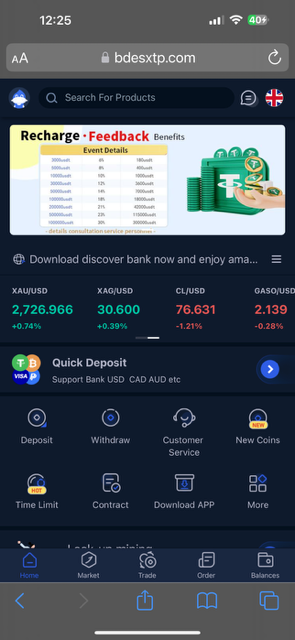 12:25
40
AA
bdesxtp.com
Search For Products
Recharge · Feedback Benefits
Event Details
3000usdt 6% 180usdt
5000usdt 8% 400usdt
10000usdt 10% 1000usdt
30000usdt 12% 3600usdt
50000usdt 14% 7000usdt
100000usdt 18% 18000usdt
200000usdt 21% 42000usdt
500000usdt 23% 115000usdt
1000000usdt 30% 300000usdt
- details consultation service personnel -
Download discover bank now and enjoy ama...
XAU/USD XAG/USD CL/USD GASO/USD
2,726.966 30.600 76.631 2.139
+0.74% +0.39% -1.21% -0.28%
VISA
Quick Deposit
Support Bank USD CAD AUD etc
Deposit Withdraw Customer Service NEW New Coins
HOT Time Limit Contract Download APP More
Home Market Trade Order Balances